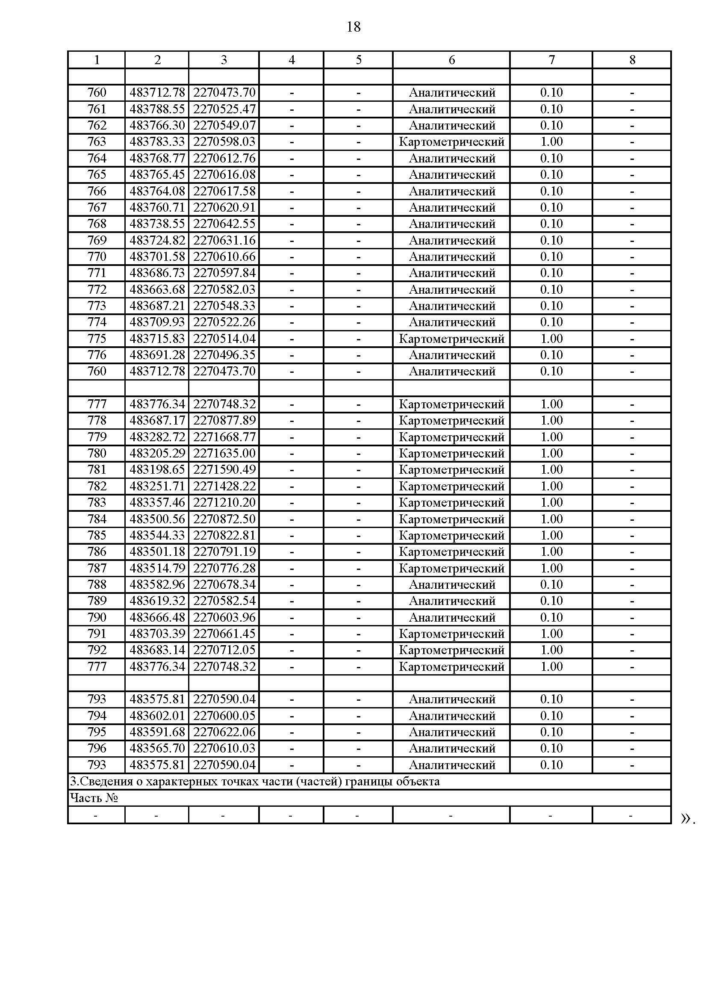 18
1 2 3 4 5 6 7 8
760 483712.78 2270473.70 - - Аналитический 0.10 -
761 483788.55 2270525.47 - - Аналитический 0.10 -
762 483766.30 2270549.07 - - Аналитический 0.10 -
763 483783.33 2270598.03 - - Картометрический 1.00 -
764 483768.77 2270612.76 - - Аналитический 0.10 -
765 483765.45 2270616.08 - - Аналитический 0.10 -
766 483764.08 2270617.58 - - Аналитический 0.10 -
767 483760.71 2270620.91 - - Аналитический 0.10 -
768 483738.55 2270642.55 - - Аналитический 0.10 -
769 483724.82 2270631.16 - - Аналитический 0.10 -
770 483701.58 2270610.66 - - Аналитический 0.10 -
771 483686.73 2270597.84 - - Аналитический 0.10 -
772 483663.68 2270582.03 - - Аналитический 0.10 -
773 483687.21 2270548.33 - - Аналитический 0.10 -
774 483709.93 2270522.26 - - Аналитический 0.10 -
775 483715.83 2270514.04 - - Картометрический 1.00 -
776 483691.28 2270496.35 - - Аналитический 0.10 -
760 483712.78 2270473.70 - - Аналитический 0.10 -
777 483776.34 2270748.32 - - Картометрический 1.00 -
778 483687.17 2270877.89 - - Картометрический 1.00 -
779 483282.72 2271668.77 - - Картометрический 1.00 -
780 483205.29 2271635.00 - - Картометрический 1.00 -
781 483198.65 2271590.49 - - Картометрический 1.00 -
782 483251.71 2271428.22 - - Картометрический 1.00 -
783 483357.46 2271210.20 - - Картометрический 1.00 -
784 483500.56 2270872.50 - - Картометрический 1.00 -
785 483544.33 2270822.81 - - Картометрический 1.00 -
786 483501.18 2270791.19 - - Картометрический 1.00 -
787 483514.79 2270776.28 - - Картометрический 1.00 -
788 483582.96 2270678.34 - - Аналитический 0.10 -
789 483619.32 2270582.54 - - Аналитический 0.10 -
790 483666.48 2270603.96 - - Аналитический 0.10 -
791 483703.39 2270661.45 - - Картометрический 1.00 -
792 483683.14 2270712.05 - - Картометрический 1.00 -
777 483776.34 2270748.32 - - Картометрический 1.00 -
793 483575.81 2270590.04 - - Аналитический 0.10 -
794 483602.01 2270600.05 - - Аналитический 0.10 -
795 483591.68 2270622.06 - - Аналитический 0.10 -
796 483565.70 2270610.03 - - Аналитический 0.10 -
793 483575.81 2270590.04 - - Аналитический 0.10 -
3.Сведения о характерных точках части (частей) границы объекта
Часть №
- - - - - - - - ».